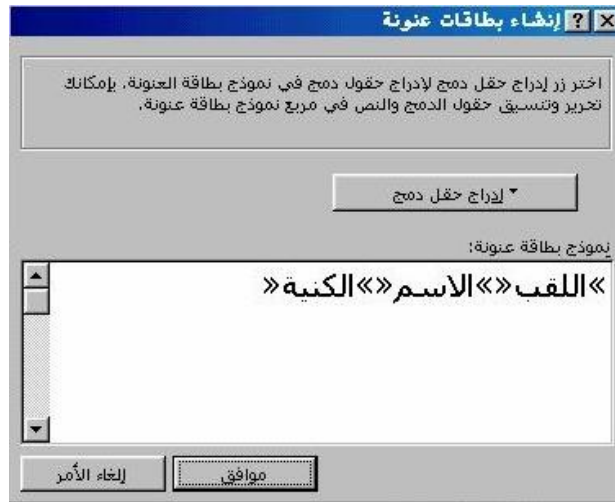 إنشاء بطاقات عنونة
اختر زر إدراج حقل دمج لإدراج حقول دمج في نموذج بطاقة العنونة. بإمكانك
تحرير وتنسيق حقول الدمج والنص في مربع نموذج بطاقة عنونة.
إدراج حقل دمج
نموذج بطاقة عنونة:
«اللقب»«الاسم»«الكنية»
موافق
إلغاء الأمر